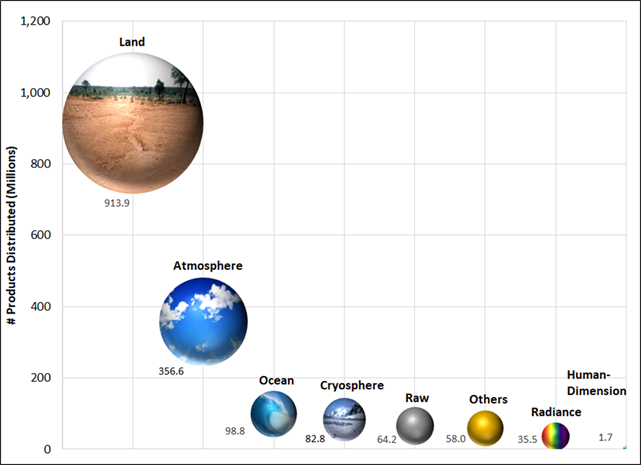 # Products Distributed (Millions)
1,200
1,000
800
600
400
200
0
Land
913.9
Atmosphere
356.6
Ocean
98.8
Cryosphere
82.8
Raw
64.2
Others
58.0
Radiance
35.5
Human-
Dimension
1.7